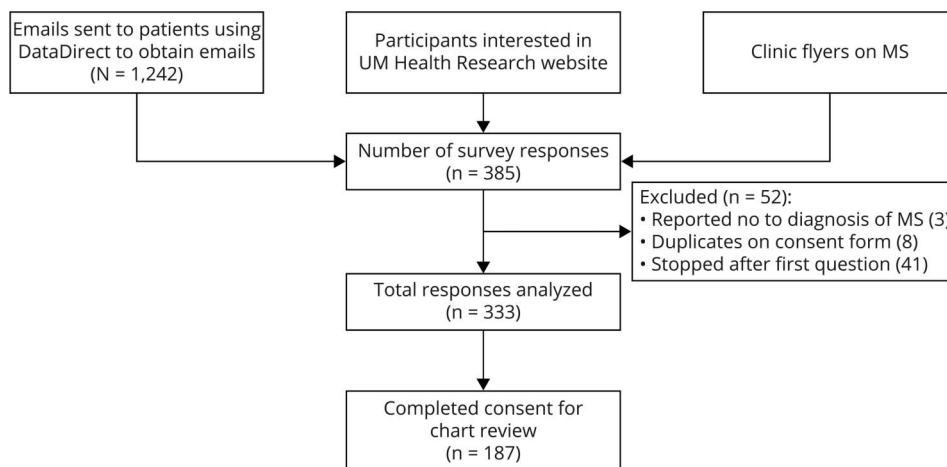 Emails sent to patients using
DataDirect to obtain emails
(N = 1,242)
Participants interested in
UM Health Research website
Clinic flyers on MS
Number of survey responses
(n = 385)
Excluded (n = 52):
• Reported no to diagnosis of MS (3)
• Duplicates on consent form (8)
• Stopped after first question (41)
Total responses analyzed
(n = 333)
Completed consent for
chart review
(n = 187)